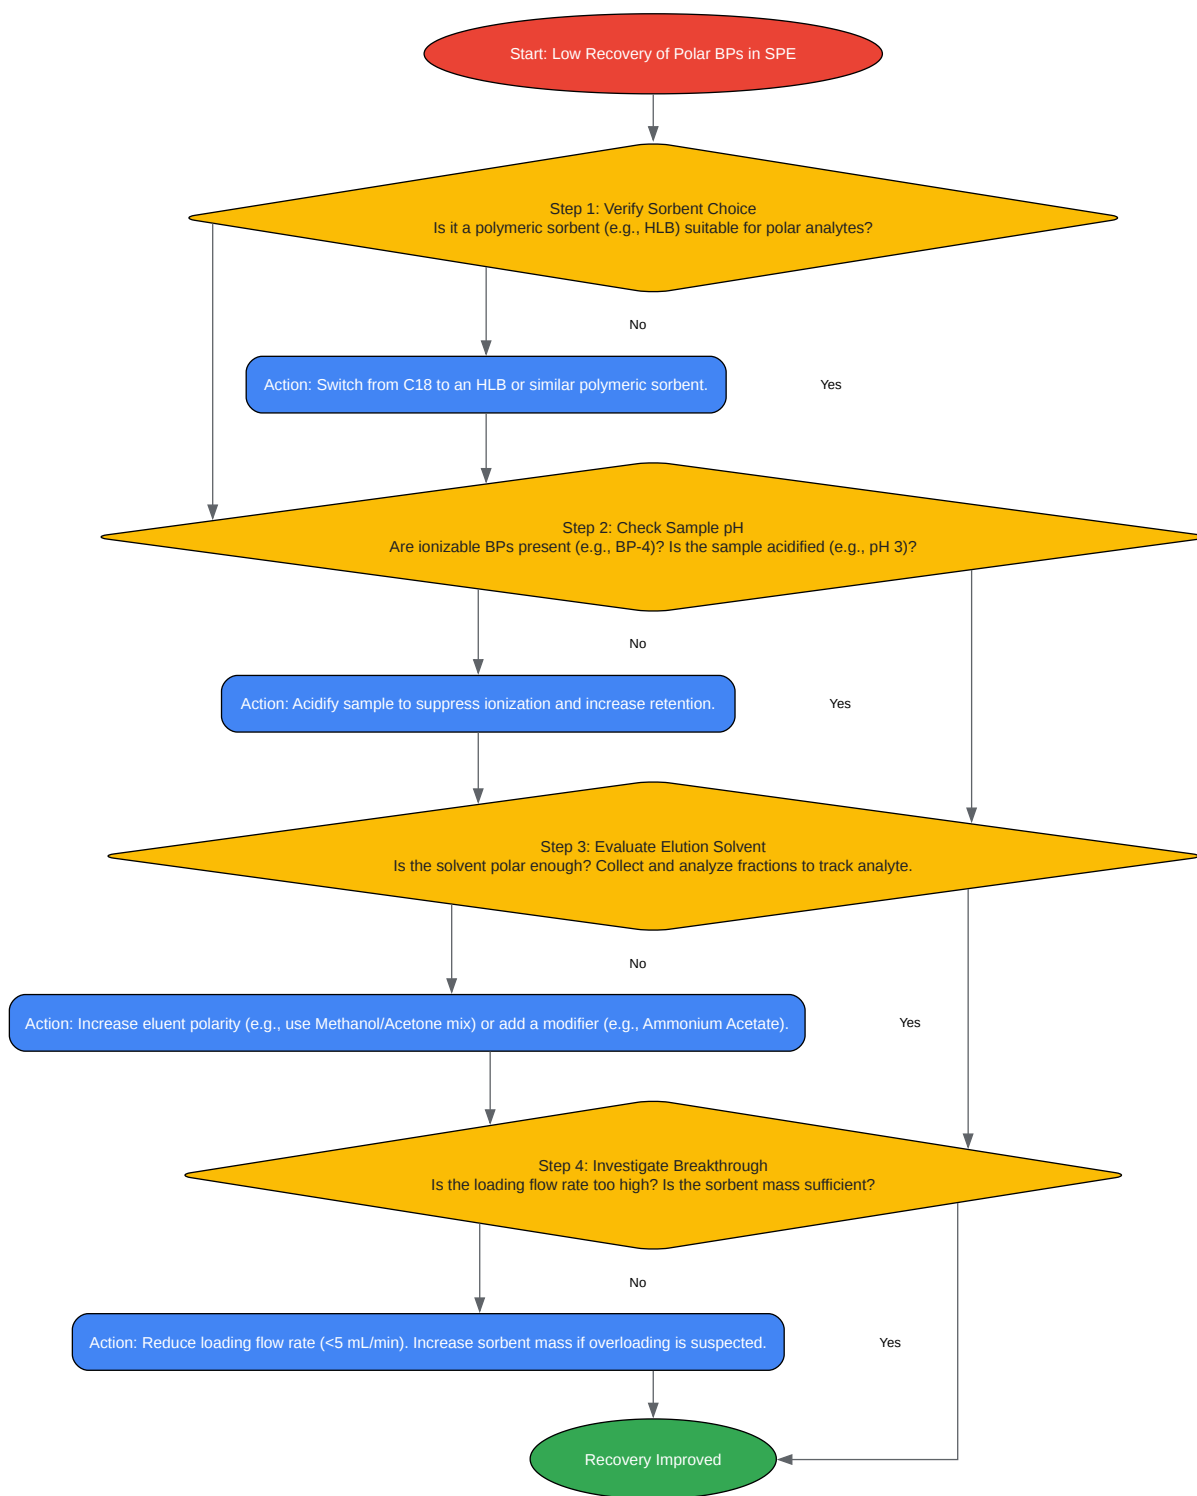 Start: Low Recovery of Polar BPs in SPE
Step 1: Verify Sorbent Choice
Is it a polymeric sorbent (e.g., HLB) suitable for polar analytes?
No
Action: Switch from C18 to an HLB or similar polymeric sorbent.
Yes
Step 2: Check Sample pH
Are ionizable BPs present (e.g., BP-4)? Is the sample acidified (e.g., pH 3)?
No
Action: Acidify sample to suppress ionization and increase retention.
Yes
Step 3: Evaluate Elution Solvent
Is the solvent polar enough? Collect and analyze fractions to track analyte.
No
Action: Increase eluent polarity (e.g., use Methanol/Acetone mix) or add a modifier (e.g., Ammonium Acetate).
Yes
Step 4: Investigate Breakthrough
Is the loading flow rate too high? Is the sorbent mass sufficient?
No
Action: Reduce loading flow rate (<5 mL/min). Increase sorbent mass if overloading is suspected.
Yes
Recovery Improved